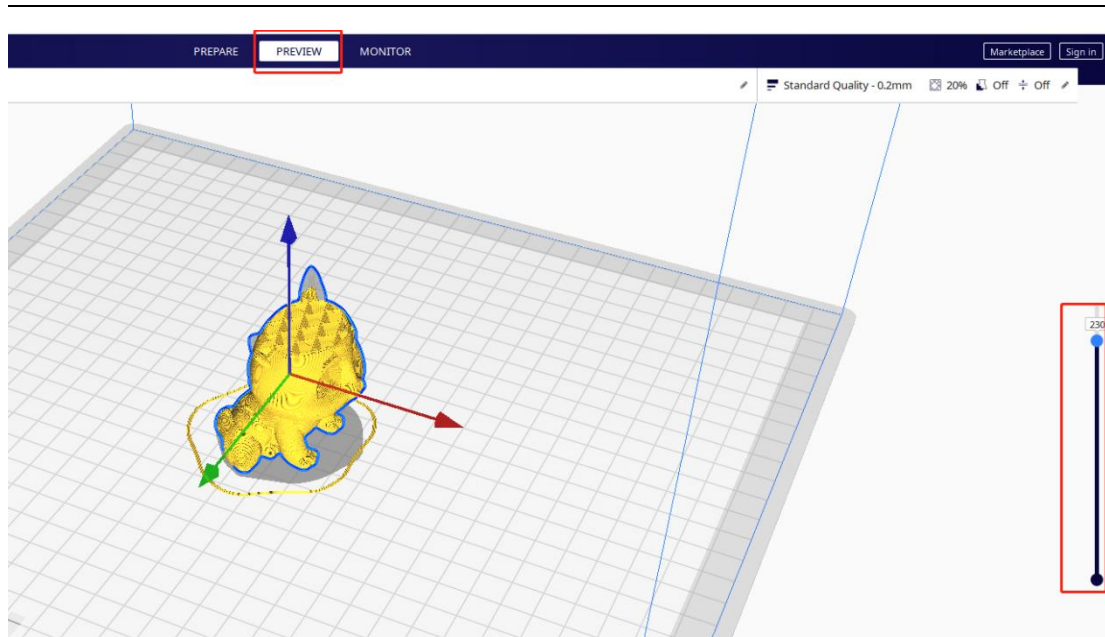 PREPARE PREVIEW MONITOR Marketplace Sign in
Standard Quality - 0.2mm 20% Off Off
230